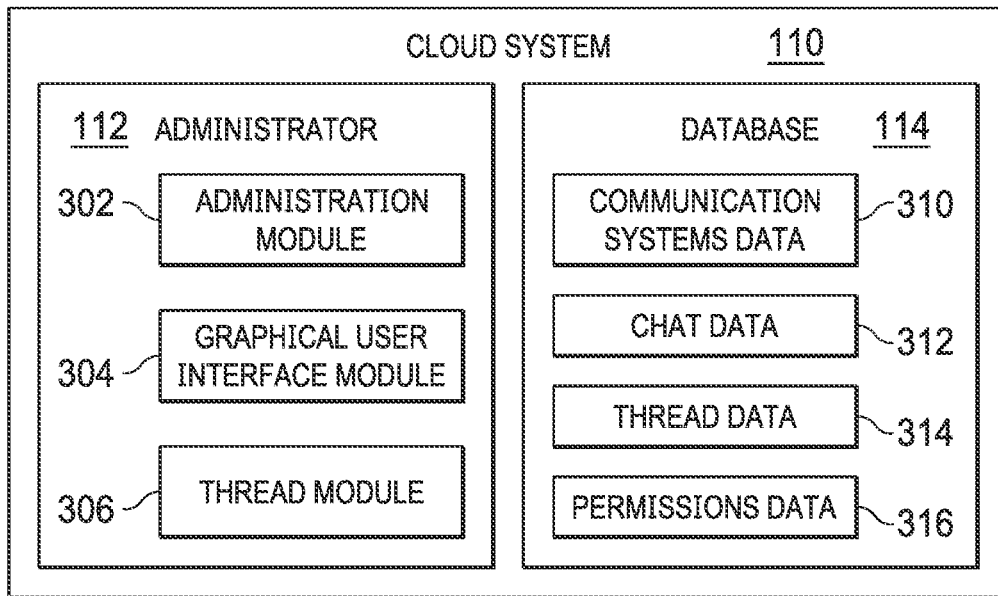 CLOUD SYSTEM 110
112 ADMINISTRATOR
302 ADMINISTRATION
MODULE
304 GRAPHICAL USER
INTERFACE MODULE
306 THREAD MODULE
DATABASE 114
COMMUNICATION
SYSTEMS DATA 310
CHAT DATA 312
THREAD DATA 314
PERMISSIONS DATA 316